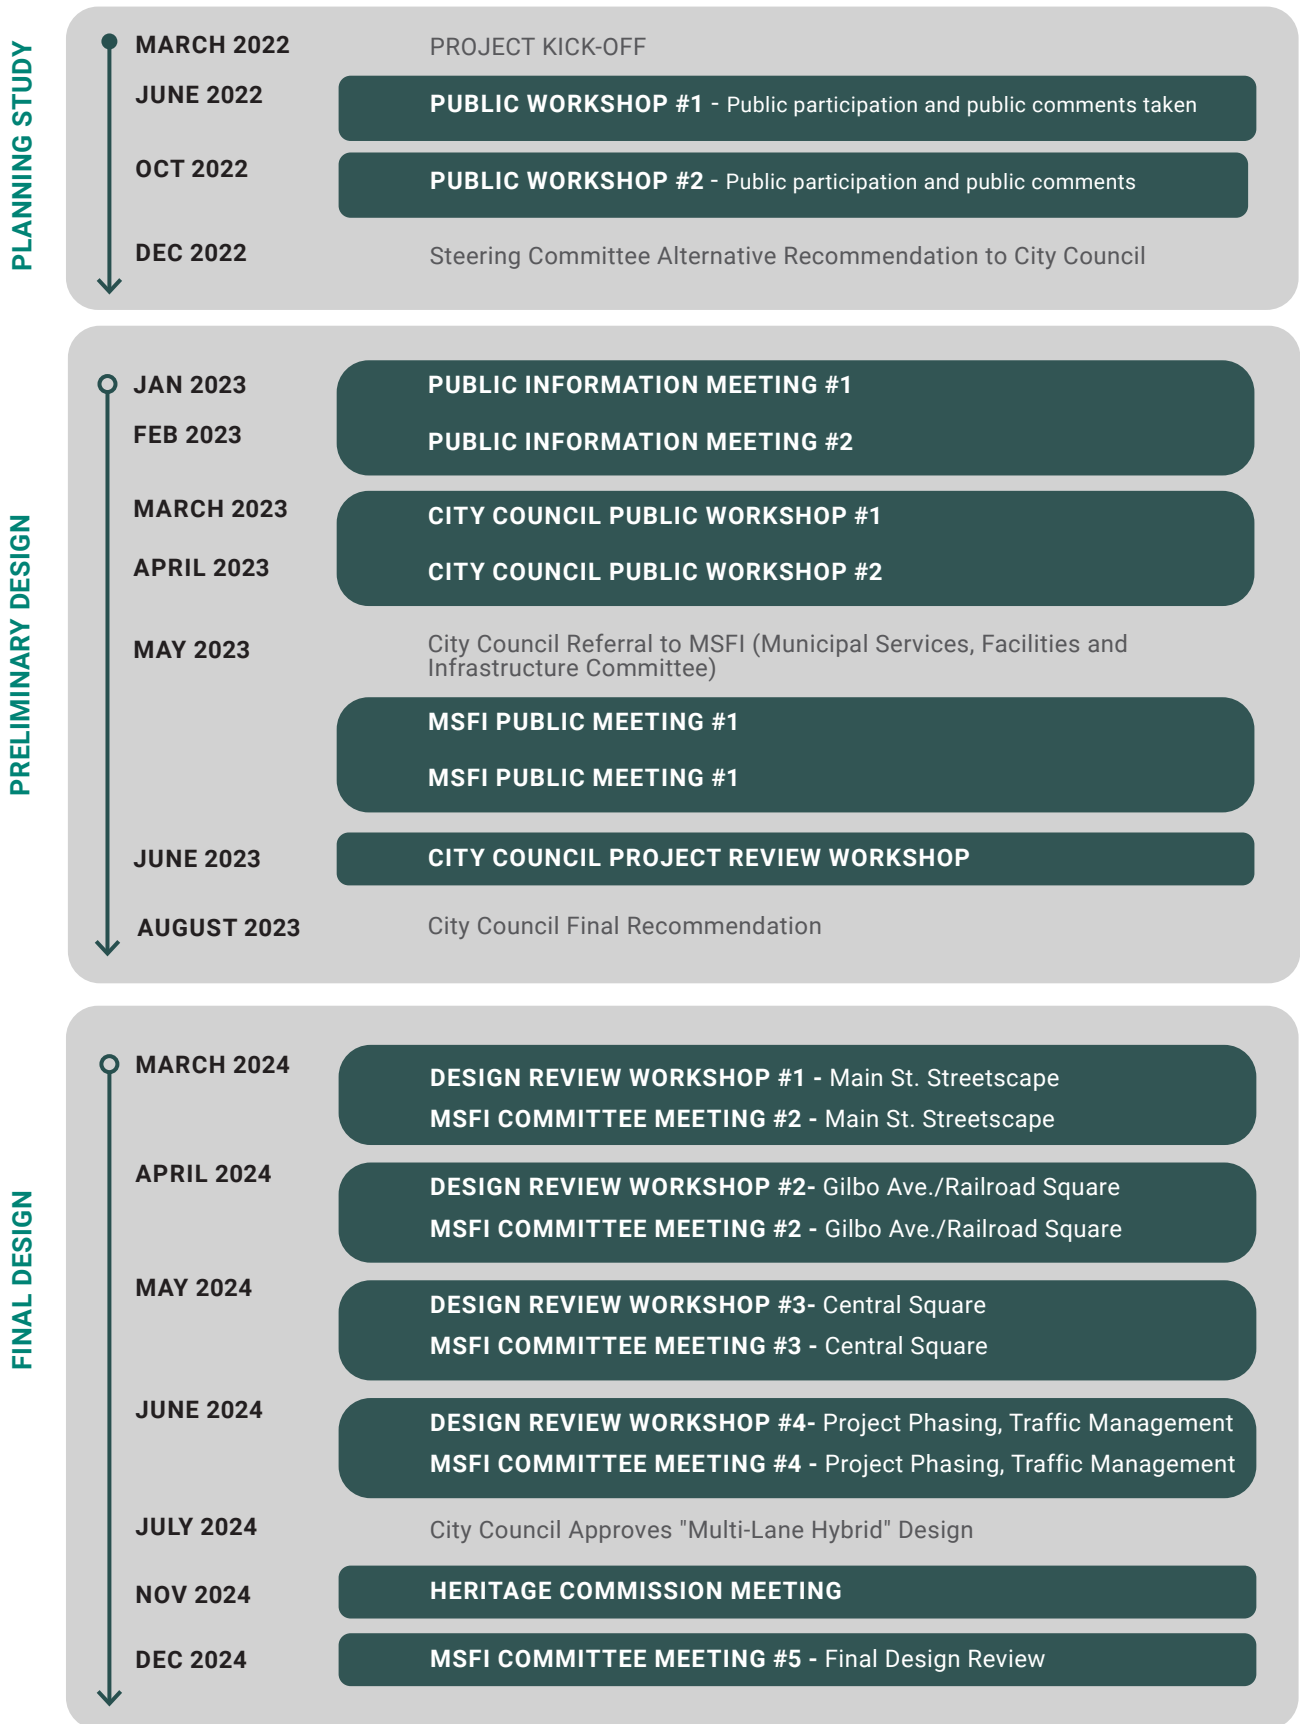 PLANNING STUDY
MARCH 2022
PROJECT KICK-OFF
JUNE 2022
PUBLIC WORKSHOP #1 - Public participation and public comments taken
OCT 2022
PUBLIC WORKSHOP #2 - Public participation and public comments
DEC 2022
Steering Committee Alternative Recommendation to City Council
PRELIMINARY DESIGN
JAN 2023
PUBLIC INFORMATION MEETING #1
FEB 2023
PUBLIC INFORMATION MEETING #2
MARCH 2023
CITY COUNCIL PUBLIC WORKSHOP #1
APRIL 2023
CITY COUNCIL PUBLIC WORKSHOP #2
MAY 2023
City Council Referral to MSFI (Municipal Services, Facilities and
Infrastructure Committee)
MSFI PUBLIC MEETING #1
MSFI PUBLIC MEETING #1
JUNE 2023
CITY COUNCIL PROJECT REVIEW WORKSHOP
AUGUST 2023
City Council Final Recommendation
FINAL DESIGN
MARCH 2024
DESIGN REVIEW WORKSHOP #1 - Main St. Streetscape
MSFI COMMITTEE MEETING #2 - Main St. Streetscape
APRIL 2024
DESIGN REVIEW WORKSHOP #2- Gilbo Ave./Railroad Square
MSFI COMMITTEE MEETING #2 - Gilbo Ave./Railroad Square
MAY 2024
DESIGN REVIEW WORKSHOP #3- Central Square
MSFI COMMITTEE MEETING #3 - Central Square
JUNE 2024
DESIGN REVIEW WORKSHOP #4- Project Phasing, Traffic Management
MSFI COMMITTEE MEETING #4 - Project Phasing, Traffic Management
JULY 2024
City Council Approves "Multi-Lane Hybrid" Design
NOV 2024
HERITAGE COMMISSION MEETING
DEC 2024
MSFI COMMITTEE MEETING #5 - Final Design Review